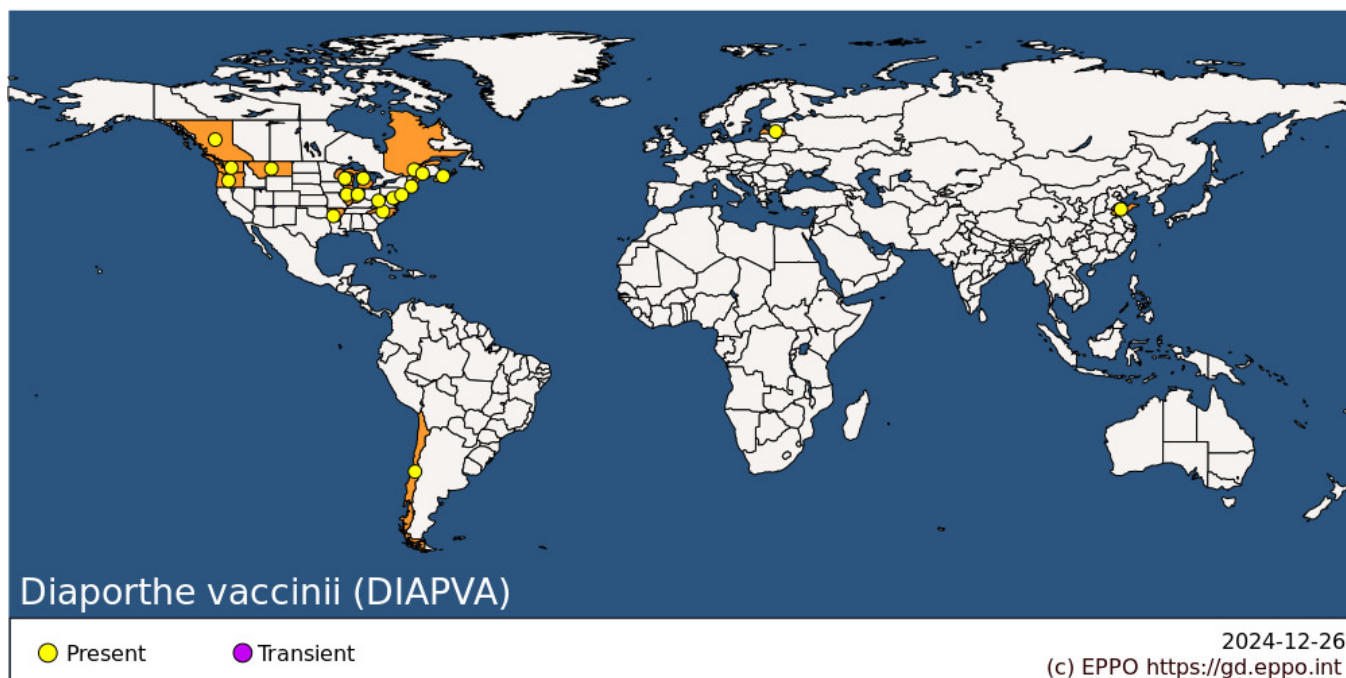 Diaporthe vaccinii (DIAPVA)
Present
Transient
2024-12-26
(c) EPPO https://gd.eppo.int